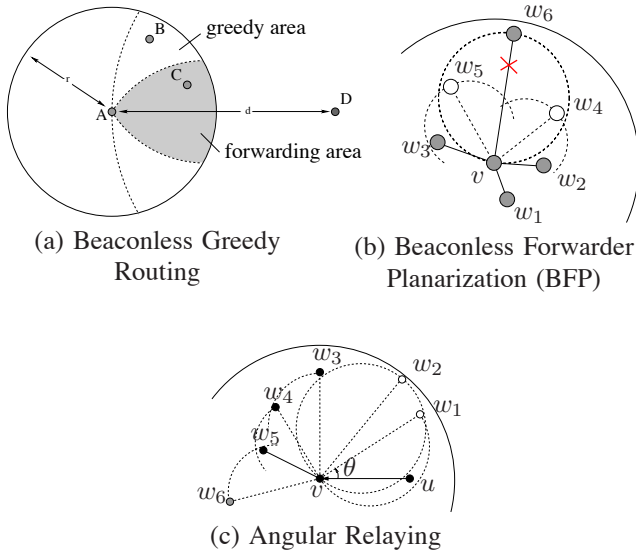 B
greedy area
C
r
A
d
D
forwarding area
(a) Beaconless Greedy
Routing
w6
w5
w4
w3
v
w2
w1
(b) Beaconless Forwarder
Planarization (BFP)
w3
w2
w4
w1
w5
θ
w6
v
u
(c) Angular Relaying